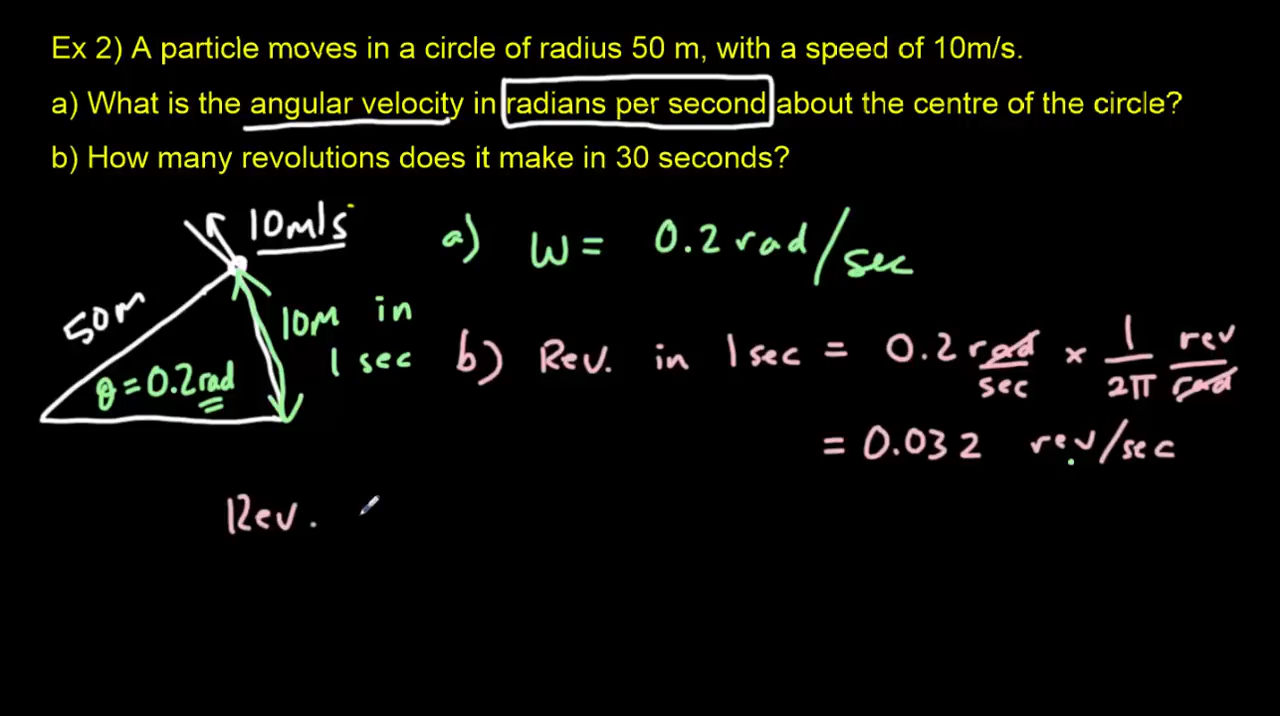 Ex 2) A particle moves in a circle of radius 50 m, with a speed of 10m/s.
a) What is the angular velocity in radians per second about the centre of the circle?
b) How many revolutions does it make in 30 seconds?
10m/s
50m
10m in
1 sec
θ = 0.2 rad
a) W = 0.2 rad/sec
b) Rev. in 1 sec = 0.2 rad/sec × 1/2π rev/rad
= 0.032 rev/sec
Rev.